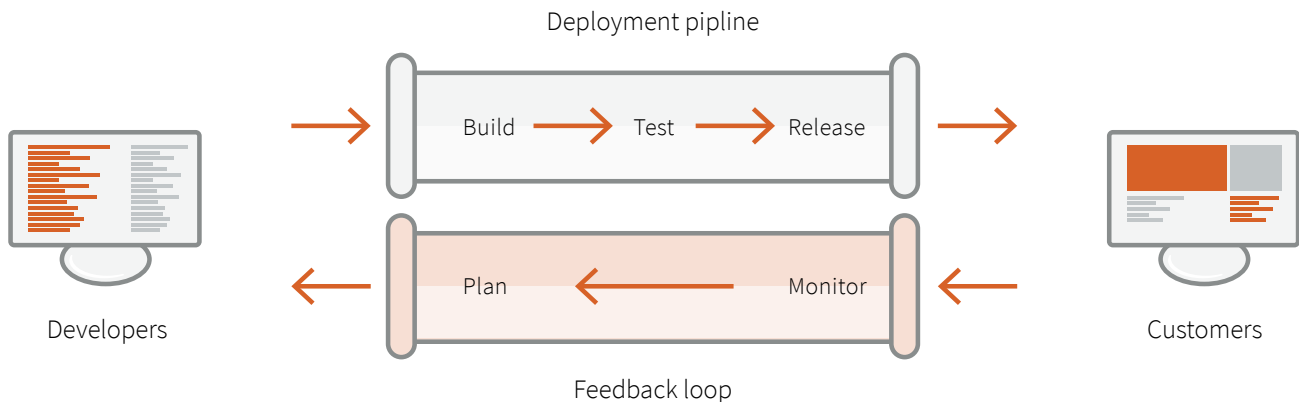 Deployment pipline
Build
Test
Release
Plan
Monitor
Developers
Customers
Feedback loop